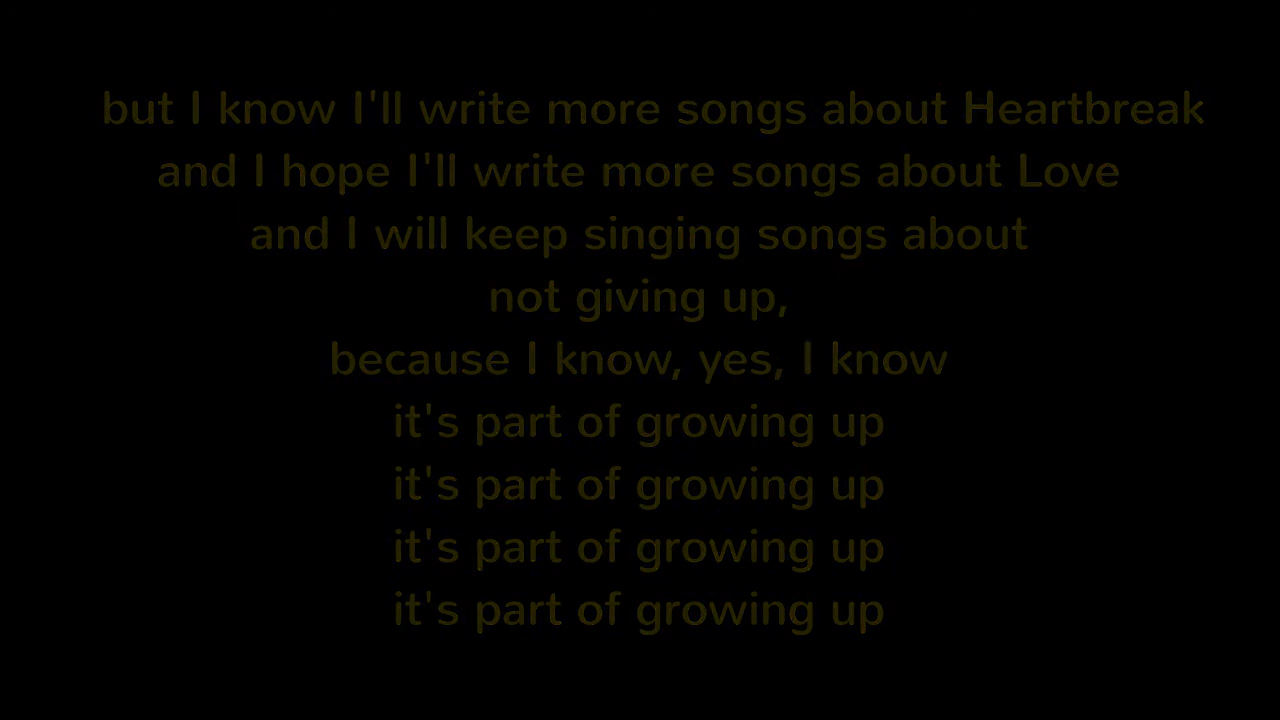 but I know I'll write more songs about Heartbreak
and I hope I'll write more songs about Love
and I will keep singing songs about
not giving up,
because I know, yes, I know
it's part of growing up
it's part of growing up
it's part of growing up
it's part of growing up